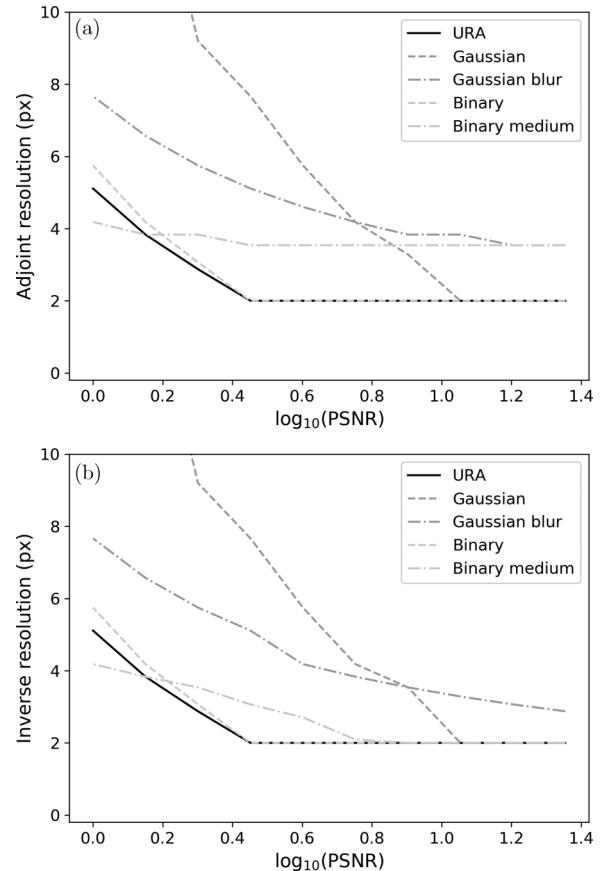 (a)
URA
Gaussian
Gaussian blur
Binary
Binary medium
Adjoint resolution (px)
10
8
6
4
2
0
0.0 0.2 0.4 0.6 0.8 1.0 1.2 1.4
log10(PSNR)
(b)
URA
Gaussian
Gaussian blur
Binary
Binary medium
Inverse resolution (px)
10
8
6
4
2
0
0.0 0.2 0.4 0.6 0.8 1.0 1.2 1.4
log10(PSNR)